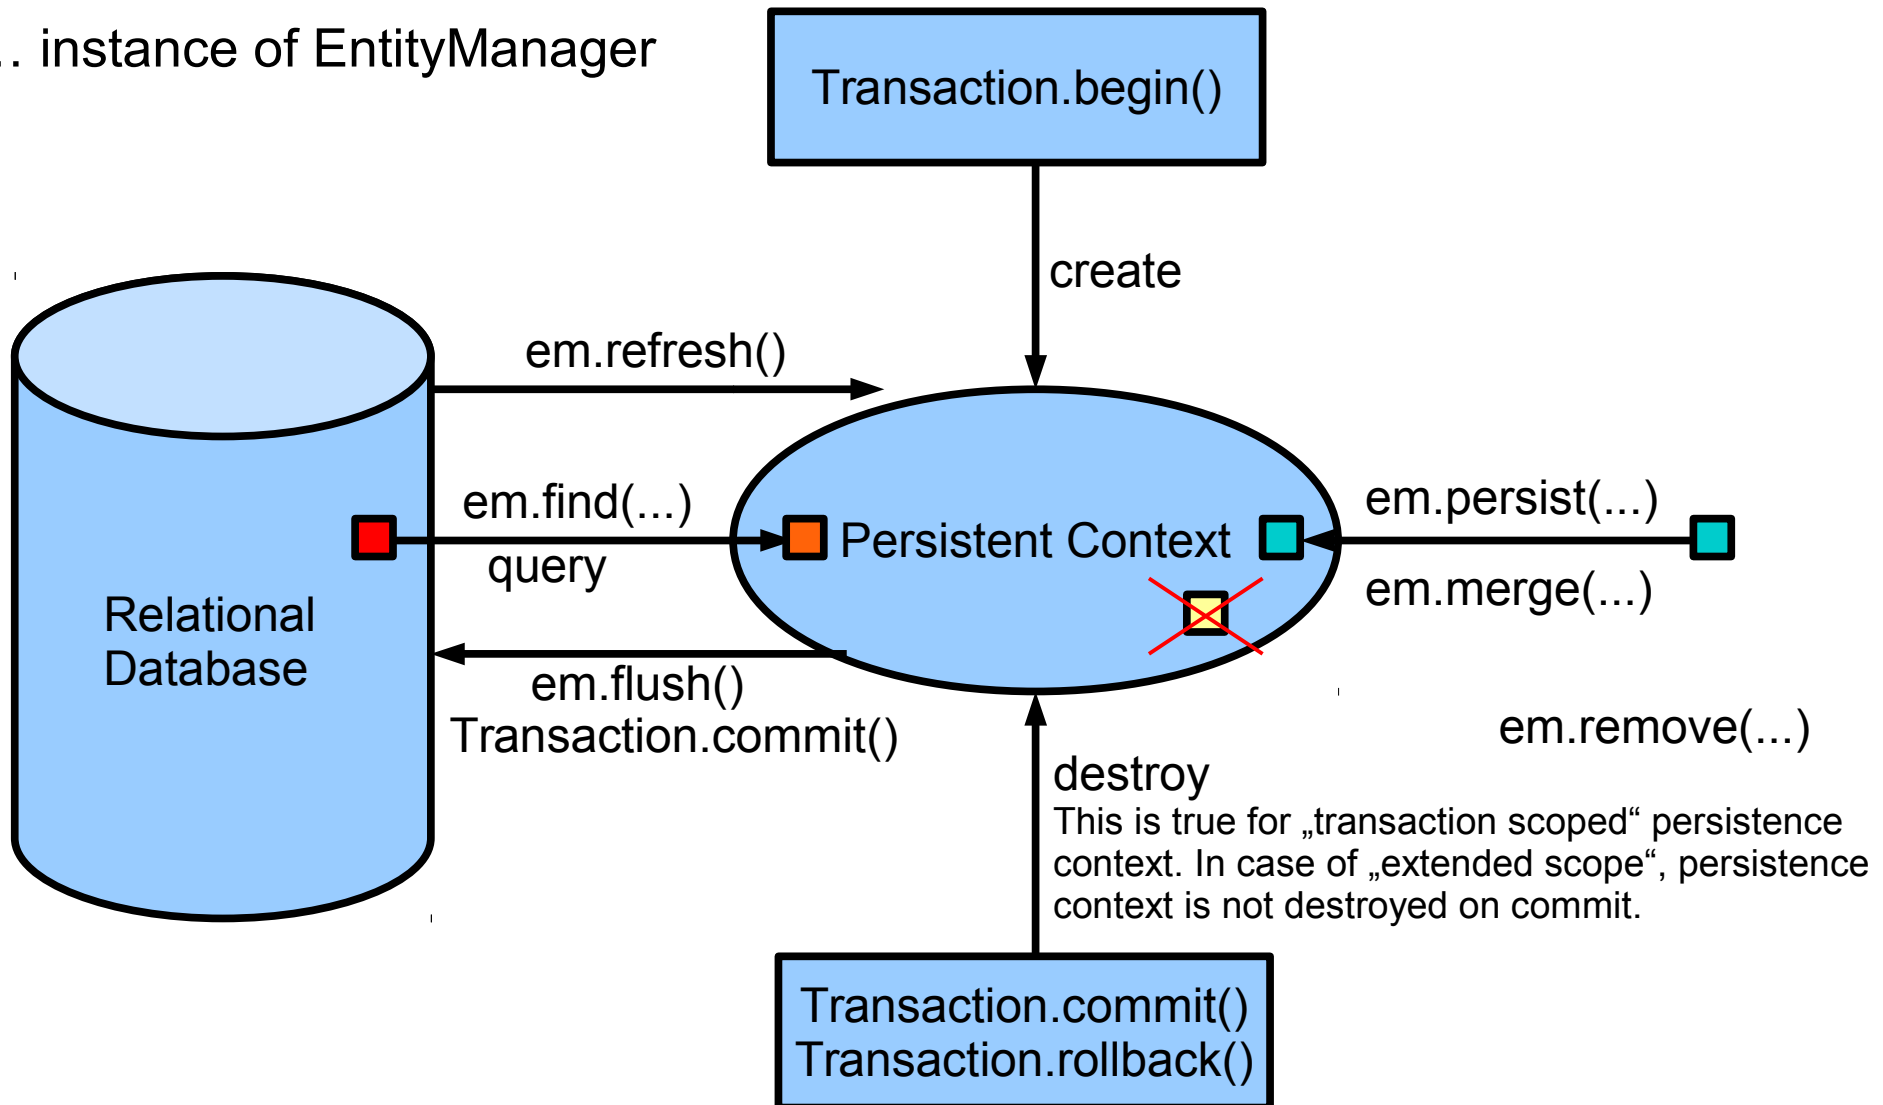 .. instance of EntityManager
Transaction.begin()
create
em.refresh()
em.find(...)
query
Persistent Context
em.persist(...)
em.merge(...)
Relational
Database
em.flush()
Transaction.commit()
em.remove(...)
destroy
This is true for „transaction scoped“ persistence
context. In case of „extended scope“, persistence
context is not destroyed on commit.
Transaction.commit()
Transaction.rollback()